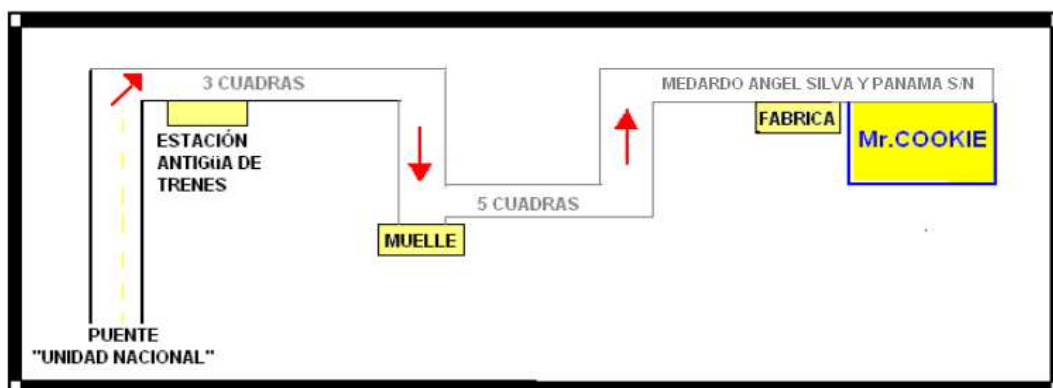 3 CUADRAS
MEDARDO ANGEL SILVA Y PANAMA S/N
ESTACIÓN
ANTIGüA DE
TRENES
FABRICA
Mr.COOKIE
5 CUADRAS
MUELLE
PUENTE
"UNIDAD NACIONAL"